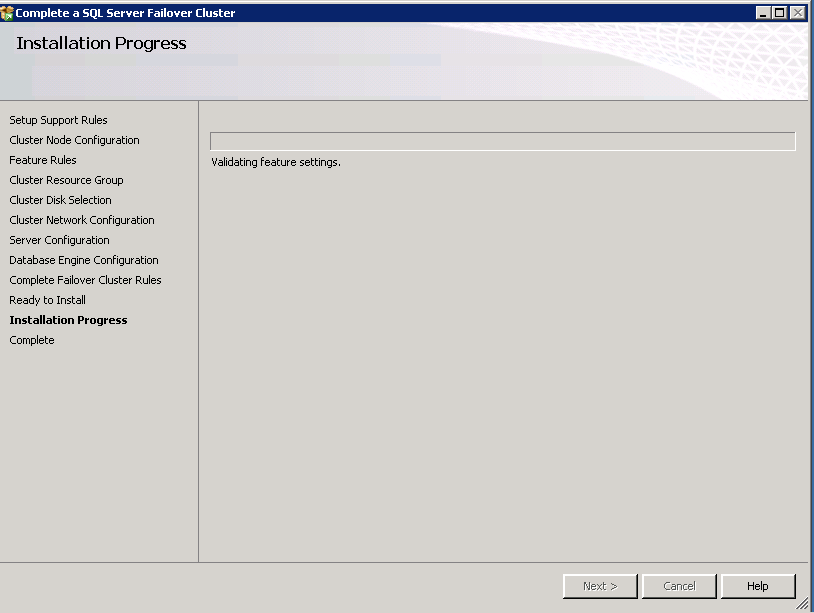 Complete a SQL Server Failover Cluster
Installation Progress
Setup Support Rules
Cluster Node Configuration
Feature Rules
Cluster Resource Group
Cluster Disk Selection
Cluster Network Configuration
Server Configuration
Database Engine Configuration
Complete Failover Cluster Rules
Ready to Install
Installation Progress
Complete
Validating feature settings.
Next >
Cancel
Help